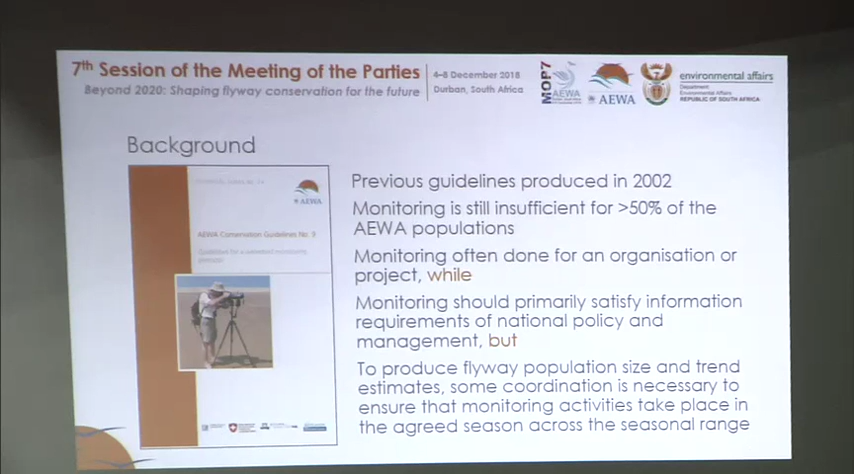 7th Session of the Meeting of the Parties
Beyond 2020: Shaping flyway conservation for the future
4-8 December 2018
Durban, South Africa
MOP7
AEWA
AEWA
environmental affairs
Department:
Environmental Affairs
REPUBLIC OF SOUTH AFRICA
Background
AEWA
AEWA Conservation Guidelines No. 9
Guidelines for a waterbird monitoring
Previous guidelines produced in 2002
Monitoring is still insufficient for >50% of the
AEWA populations
Monitoring often done for an organisation or
project, while
Monitoring should primarily satisfy information
requirements of national policy and
management, but
To produce flyway population size and trend
estimates, some coordination is necessary to
ensure that monitoring activities take place in
the agreed season across the seasonal range